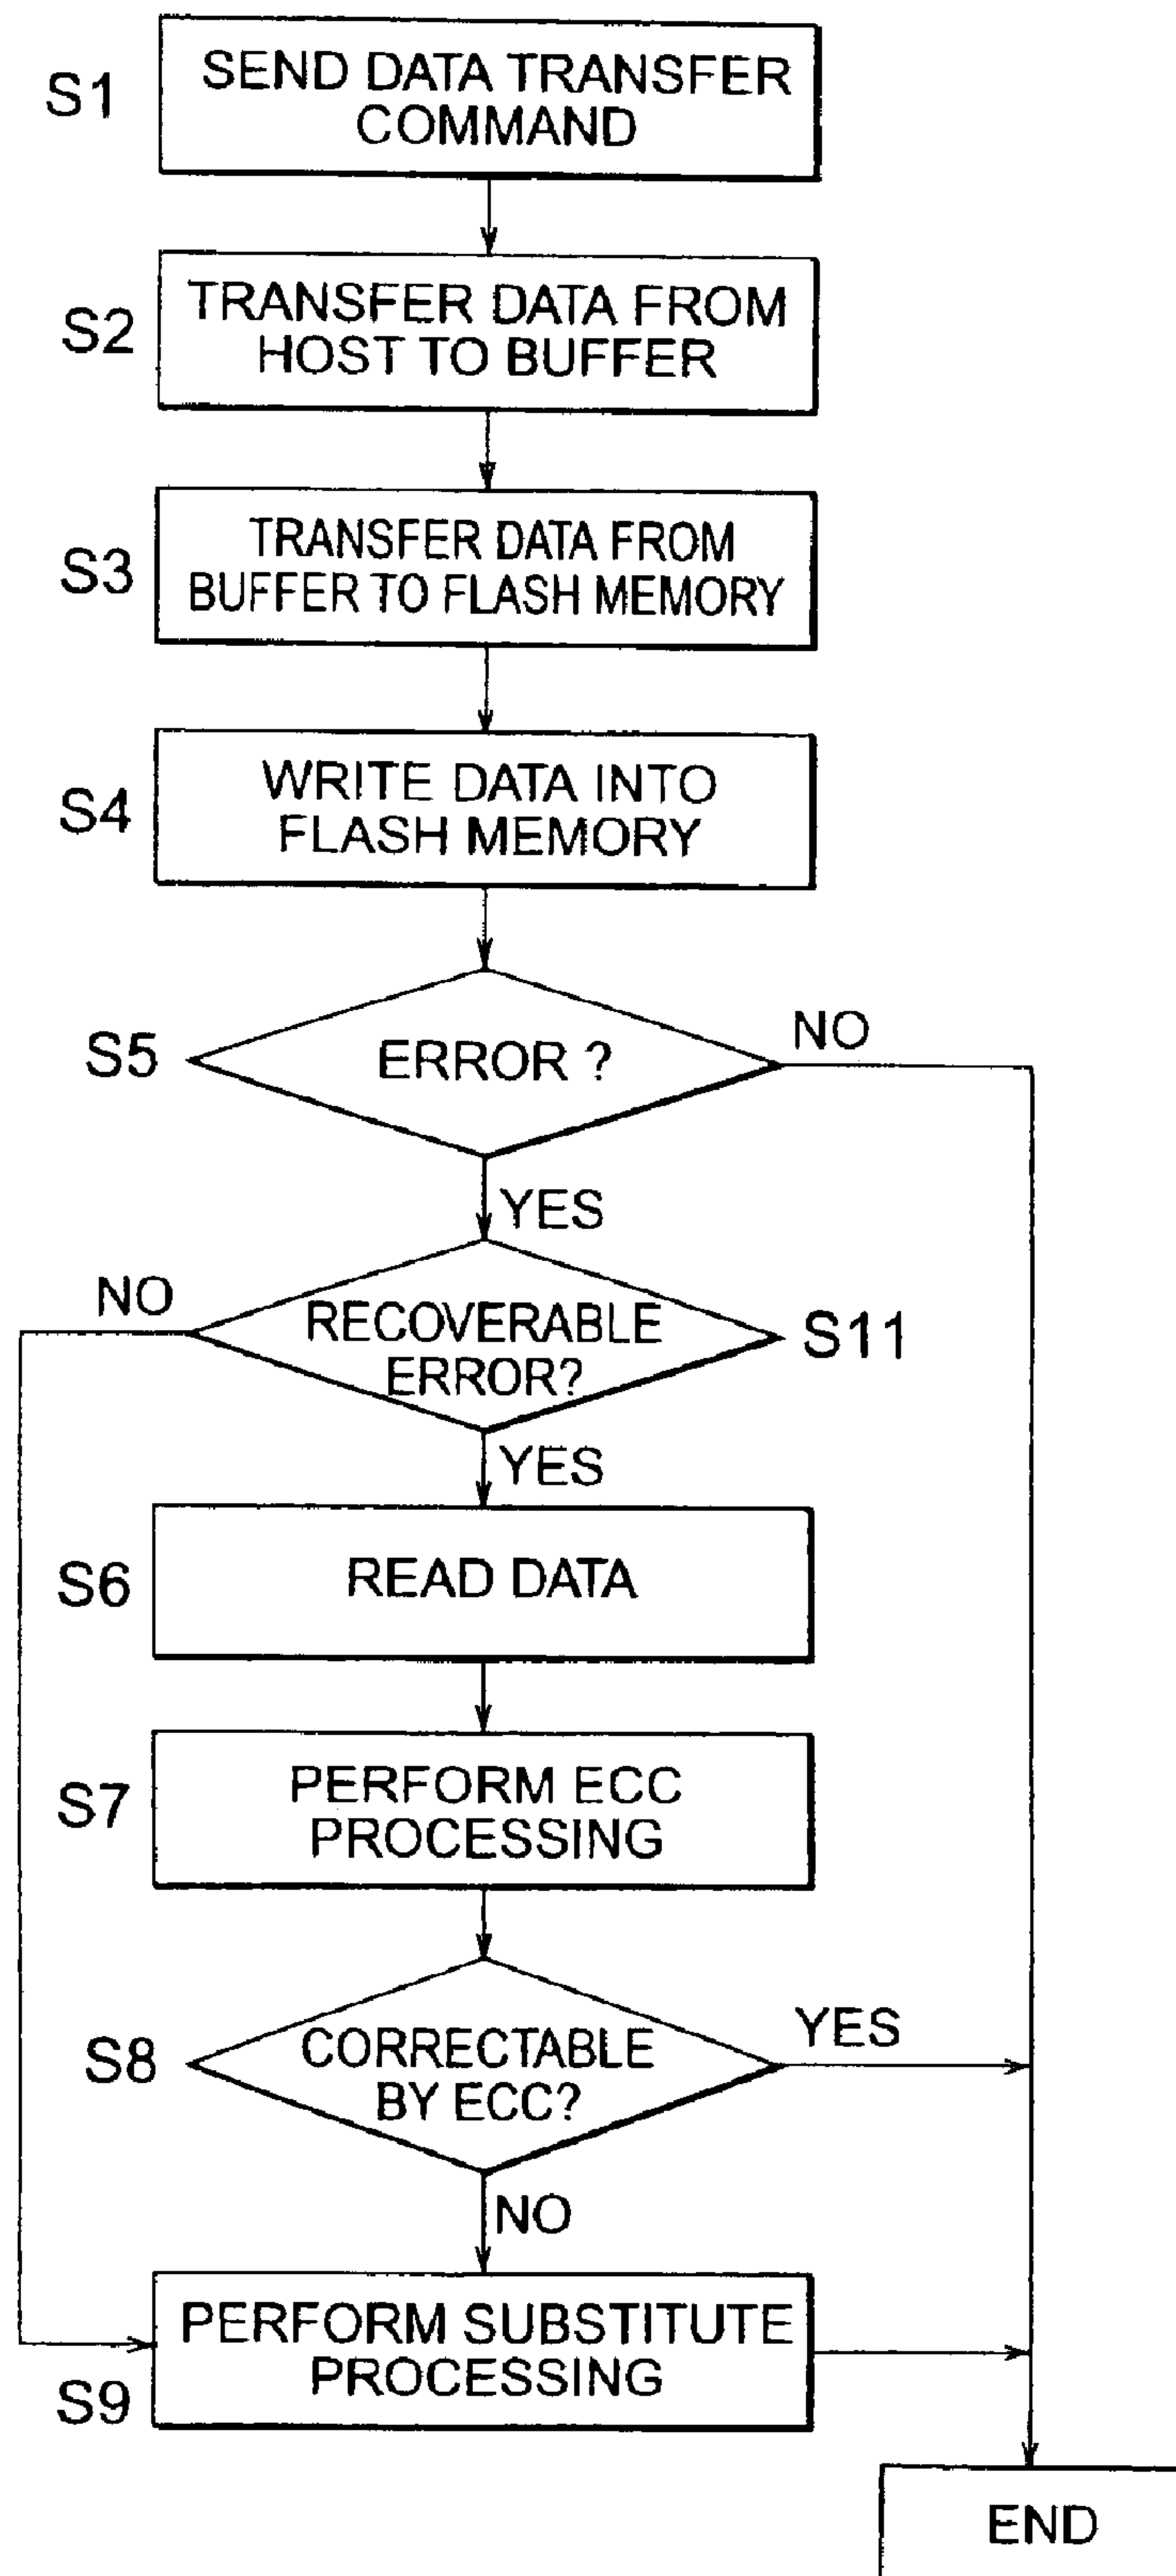 S1
SEND DATA TRANSFER
COMMAND
S2
TRANSFER DATA FROM
HOST TO BUFFER
S3
TRANSFER DATA FROM
BUFFER TO FLASH MEMORY
S4
WRITE DATA INTO
FLASH MEMORY
S5
ERROR ?
NO
YES
NO
RECOVERABLE
ERROR?
S11
YES
S6
READ DATA
S7
PERFORM ECC
PROCESSING
S8
CORRECTABLE
BY ECC?
YES
NO
S9
PERFORM SUBSTITUTE
PROCESSING
END